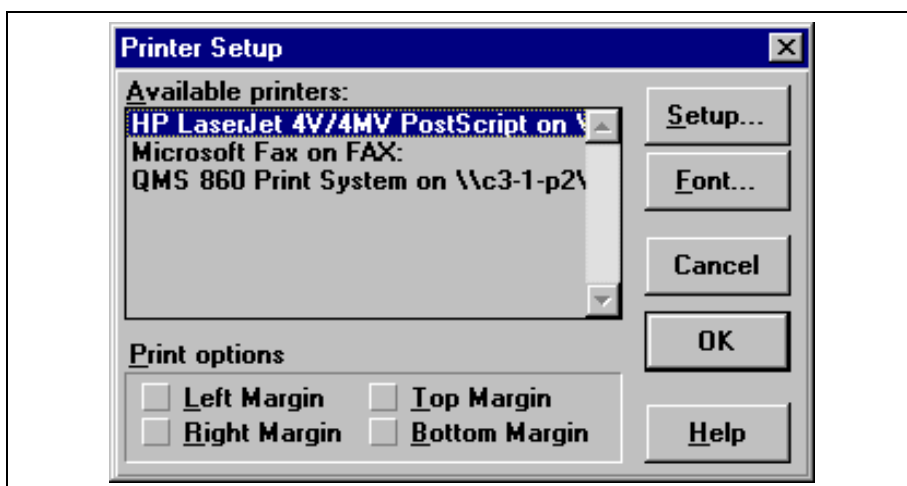 Printer Setup
Available printers:
HP LaserJet 4V/4MV PostScript on \
Microsoft Fax on FAX:
QMS 860 Print System on \\c3-1-p2\
Setup...
Font...
Cancel
OK
Print options
Left Margin
Top Margin
Right Margin
Bottom Margin
Help